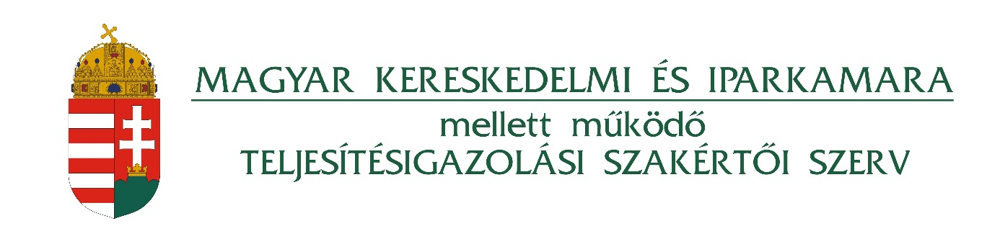 MAGYAR KERESKEDELMI ÉS IPARKAMARA
mellett működő
TELJESÍTÉSIGAZOLÁSI SZAKÉRTŐI SZERV